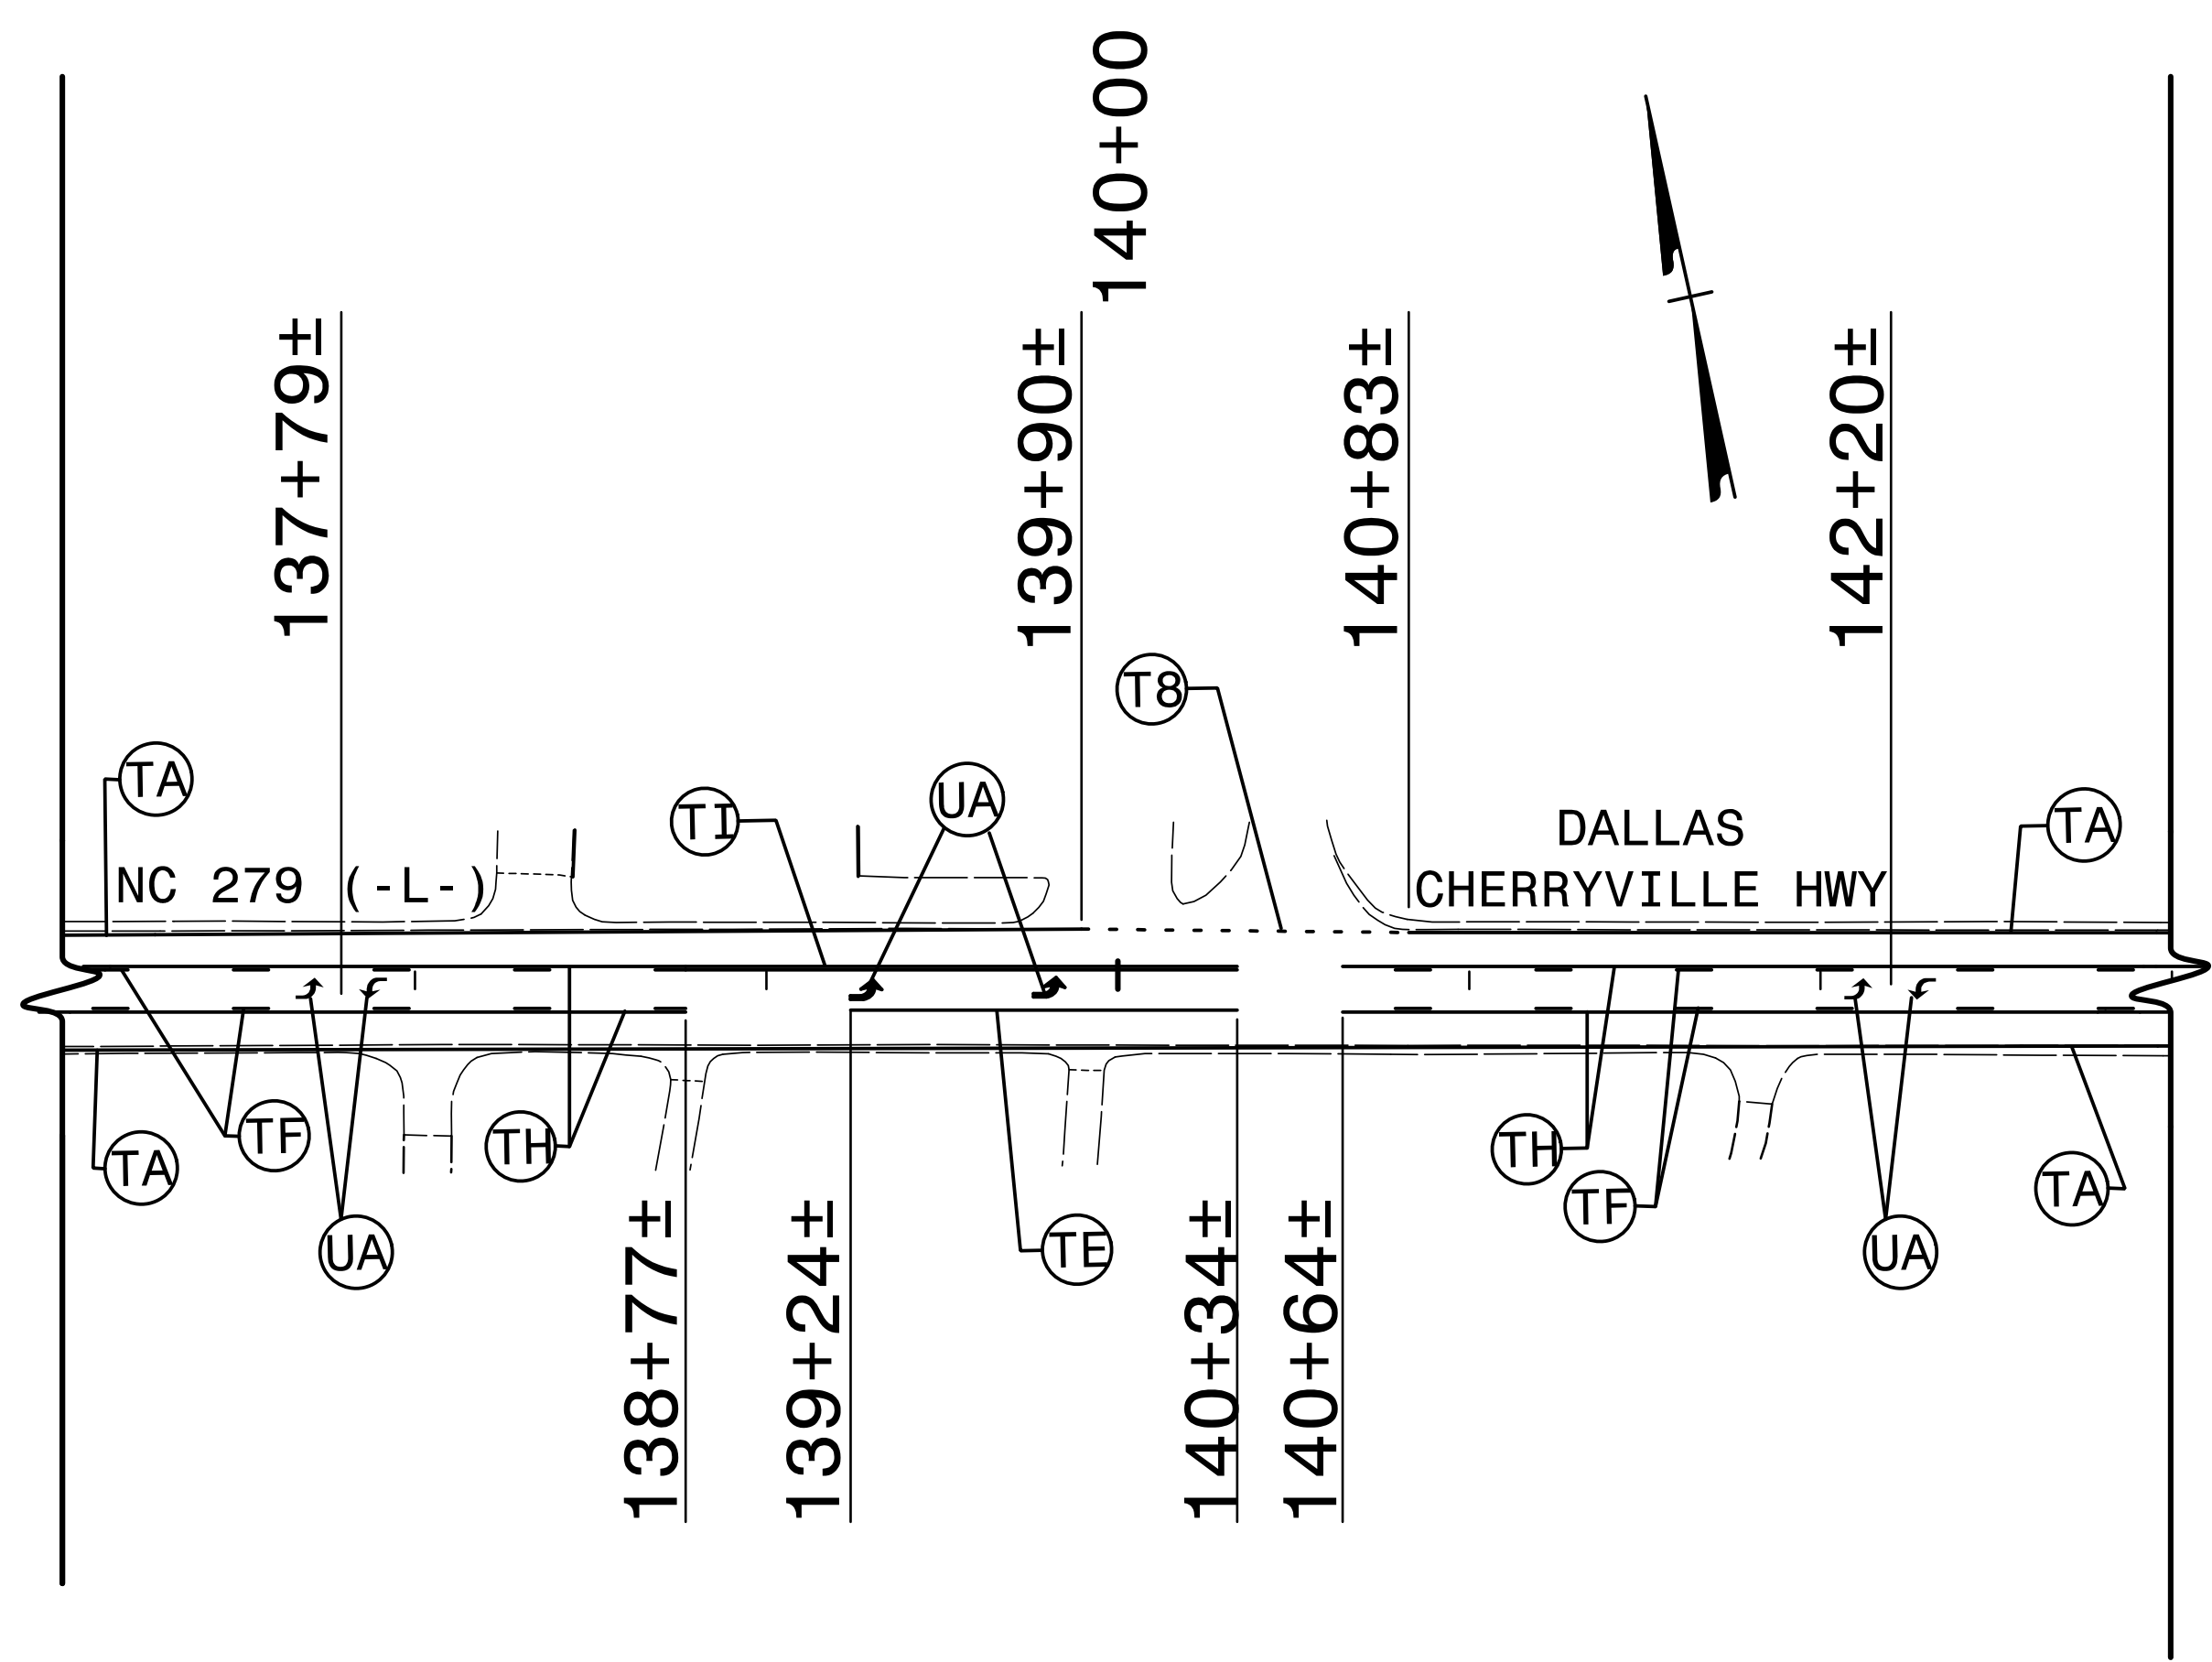 140+00
137+79±
139+90±
140+83±
142+20±
T8
TA
TI
UA
DALLAS
CHERRYVILLE HWY
TA
NC 279 (-L-)
TA
TF
TH
UA
TE
TH
TF
TA
UA
138+77±
139+24±
140+34±
140+64±